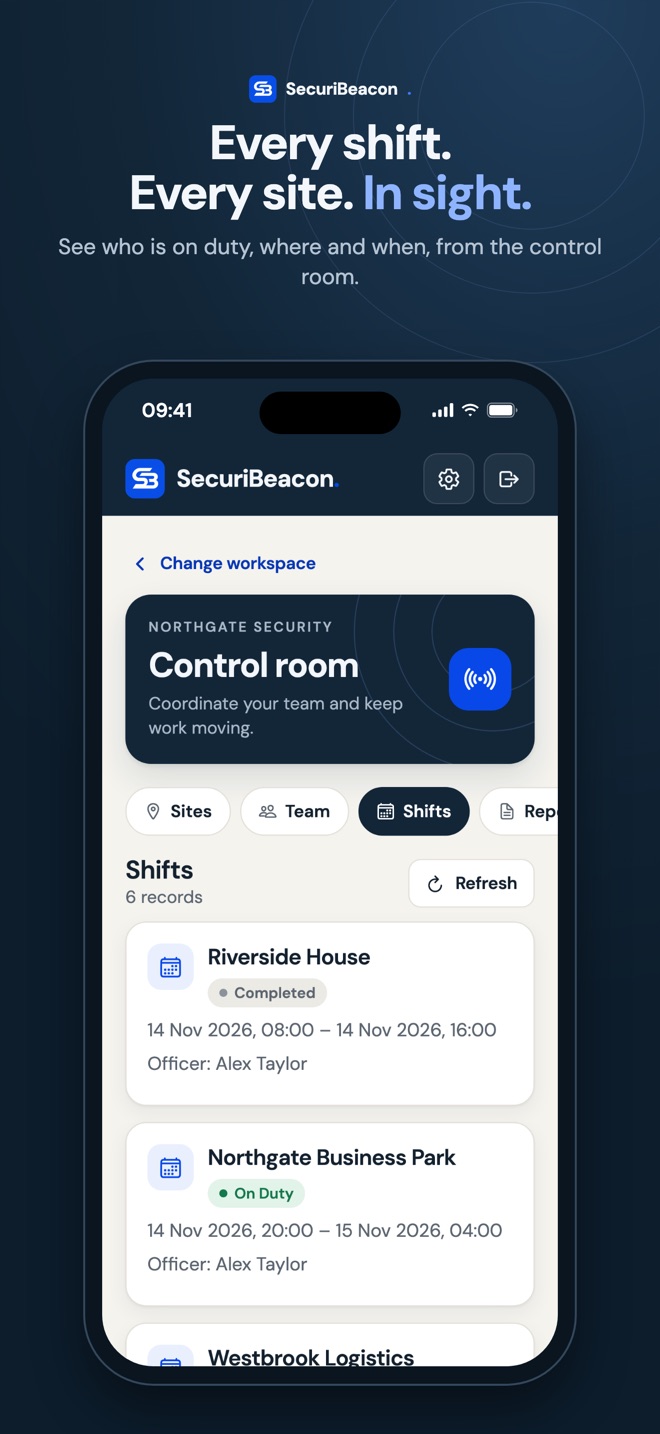 SecuriBeacon .
Every shift.
Every site. In sight.
See who is on duty, where and when, from the control
room.
09:41
SecuriBeacon.
Change workspace
NORTHGATE SECURITY
Control room
Coordinate your team and keep
work moving.
Sites
Team
Shifts
Rep
Shifts
6 records
Refresh
Riverside House
Completed
14 Nov 2026, 08:00 – 14 Nov 2026, 16:00
Officer: Alex Taylor
Northgate Business Park
On Duty
14 Nov 2026, 20:00 – 15 Nov 2026, 04:00
Officer: Alex Taylor
Westbrook Logistics